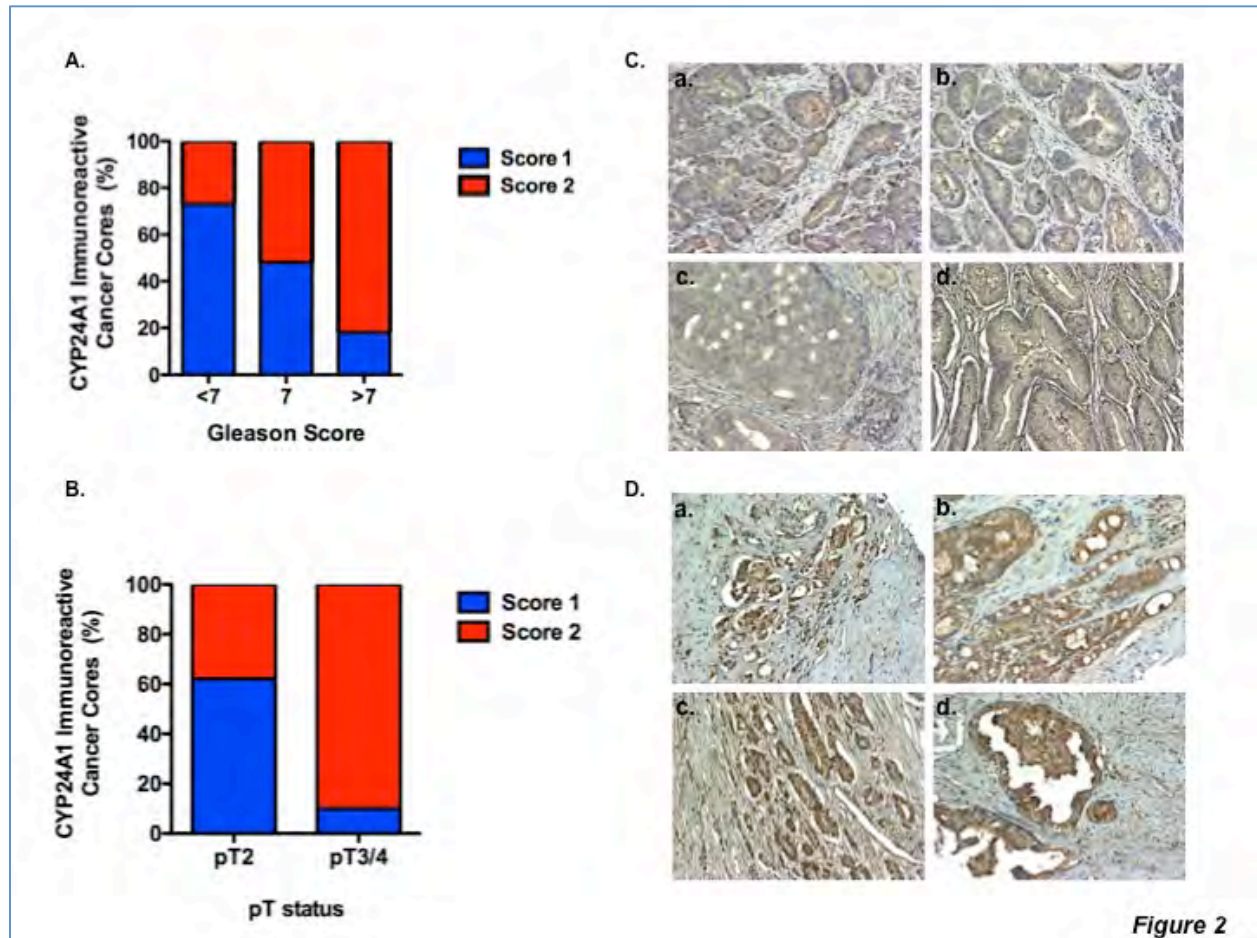 A.
CYP24A1 Immunoreactive
Cancer Cores (%)
100
80
60
40
20
0
<7 7 >7
Gleason Score
Score 1
Score 2
B.
CYP24A1 Immunoreactive
Cancer Cores (%)
100
80
60
40
20
0
pT2 pT3/4
pT status
Score 1
Score 2
C.
a. b.
c. d.
D.
a. b.
c. d.
Figure 2